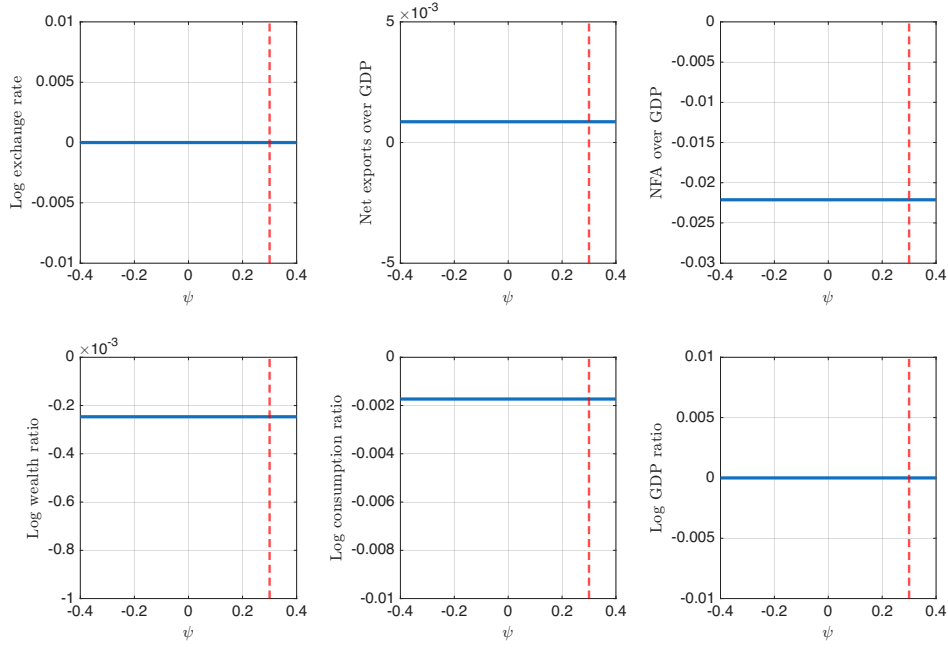 Log exchange rate
0.01
0.005
0
-0.005
-0.01
-0.4 -0.2 0 0.2 0.4
ψ
×10⁻³
Net exports over GDP
5
0
-5
-0.4 -0.2 0 0.2 0.4
ψ
NFA over GDP
0
-0.005
-0.01
-0.015
-0.02
-0.025
-0.03
-0.4 -0.2 0 0.2 0.4
ψ
×10⁻³
Log wealth ratio
0
-0.2
-0.4
-0.6
-0.8
-1
-0.4 -0.2 0 0.2 0.4
ψ
Log consumption ratio
0
-0.002
-0.004
-0.006
-0.008
-0.01
-0.4 -0.2 0 0.2 0.4
ψ
Log GDP ratio
0.01
0.005
0
-0.005
-0.01
-0.4 -0.2 0 0.2 0.4
ψ